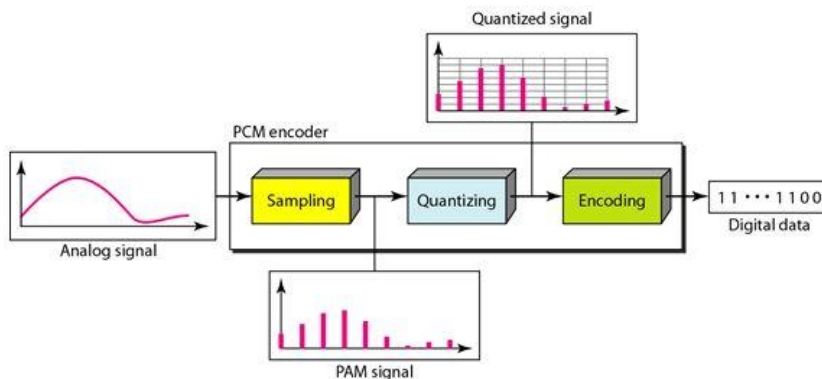 Quantized signal
PCM encoder
Sampling
Quantizing
Encoding
11···1100
Digital data
Analog signal
PAM signal